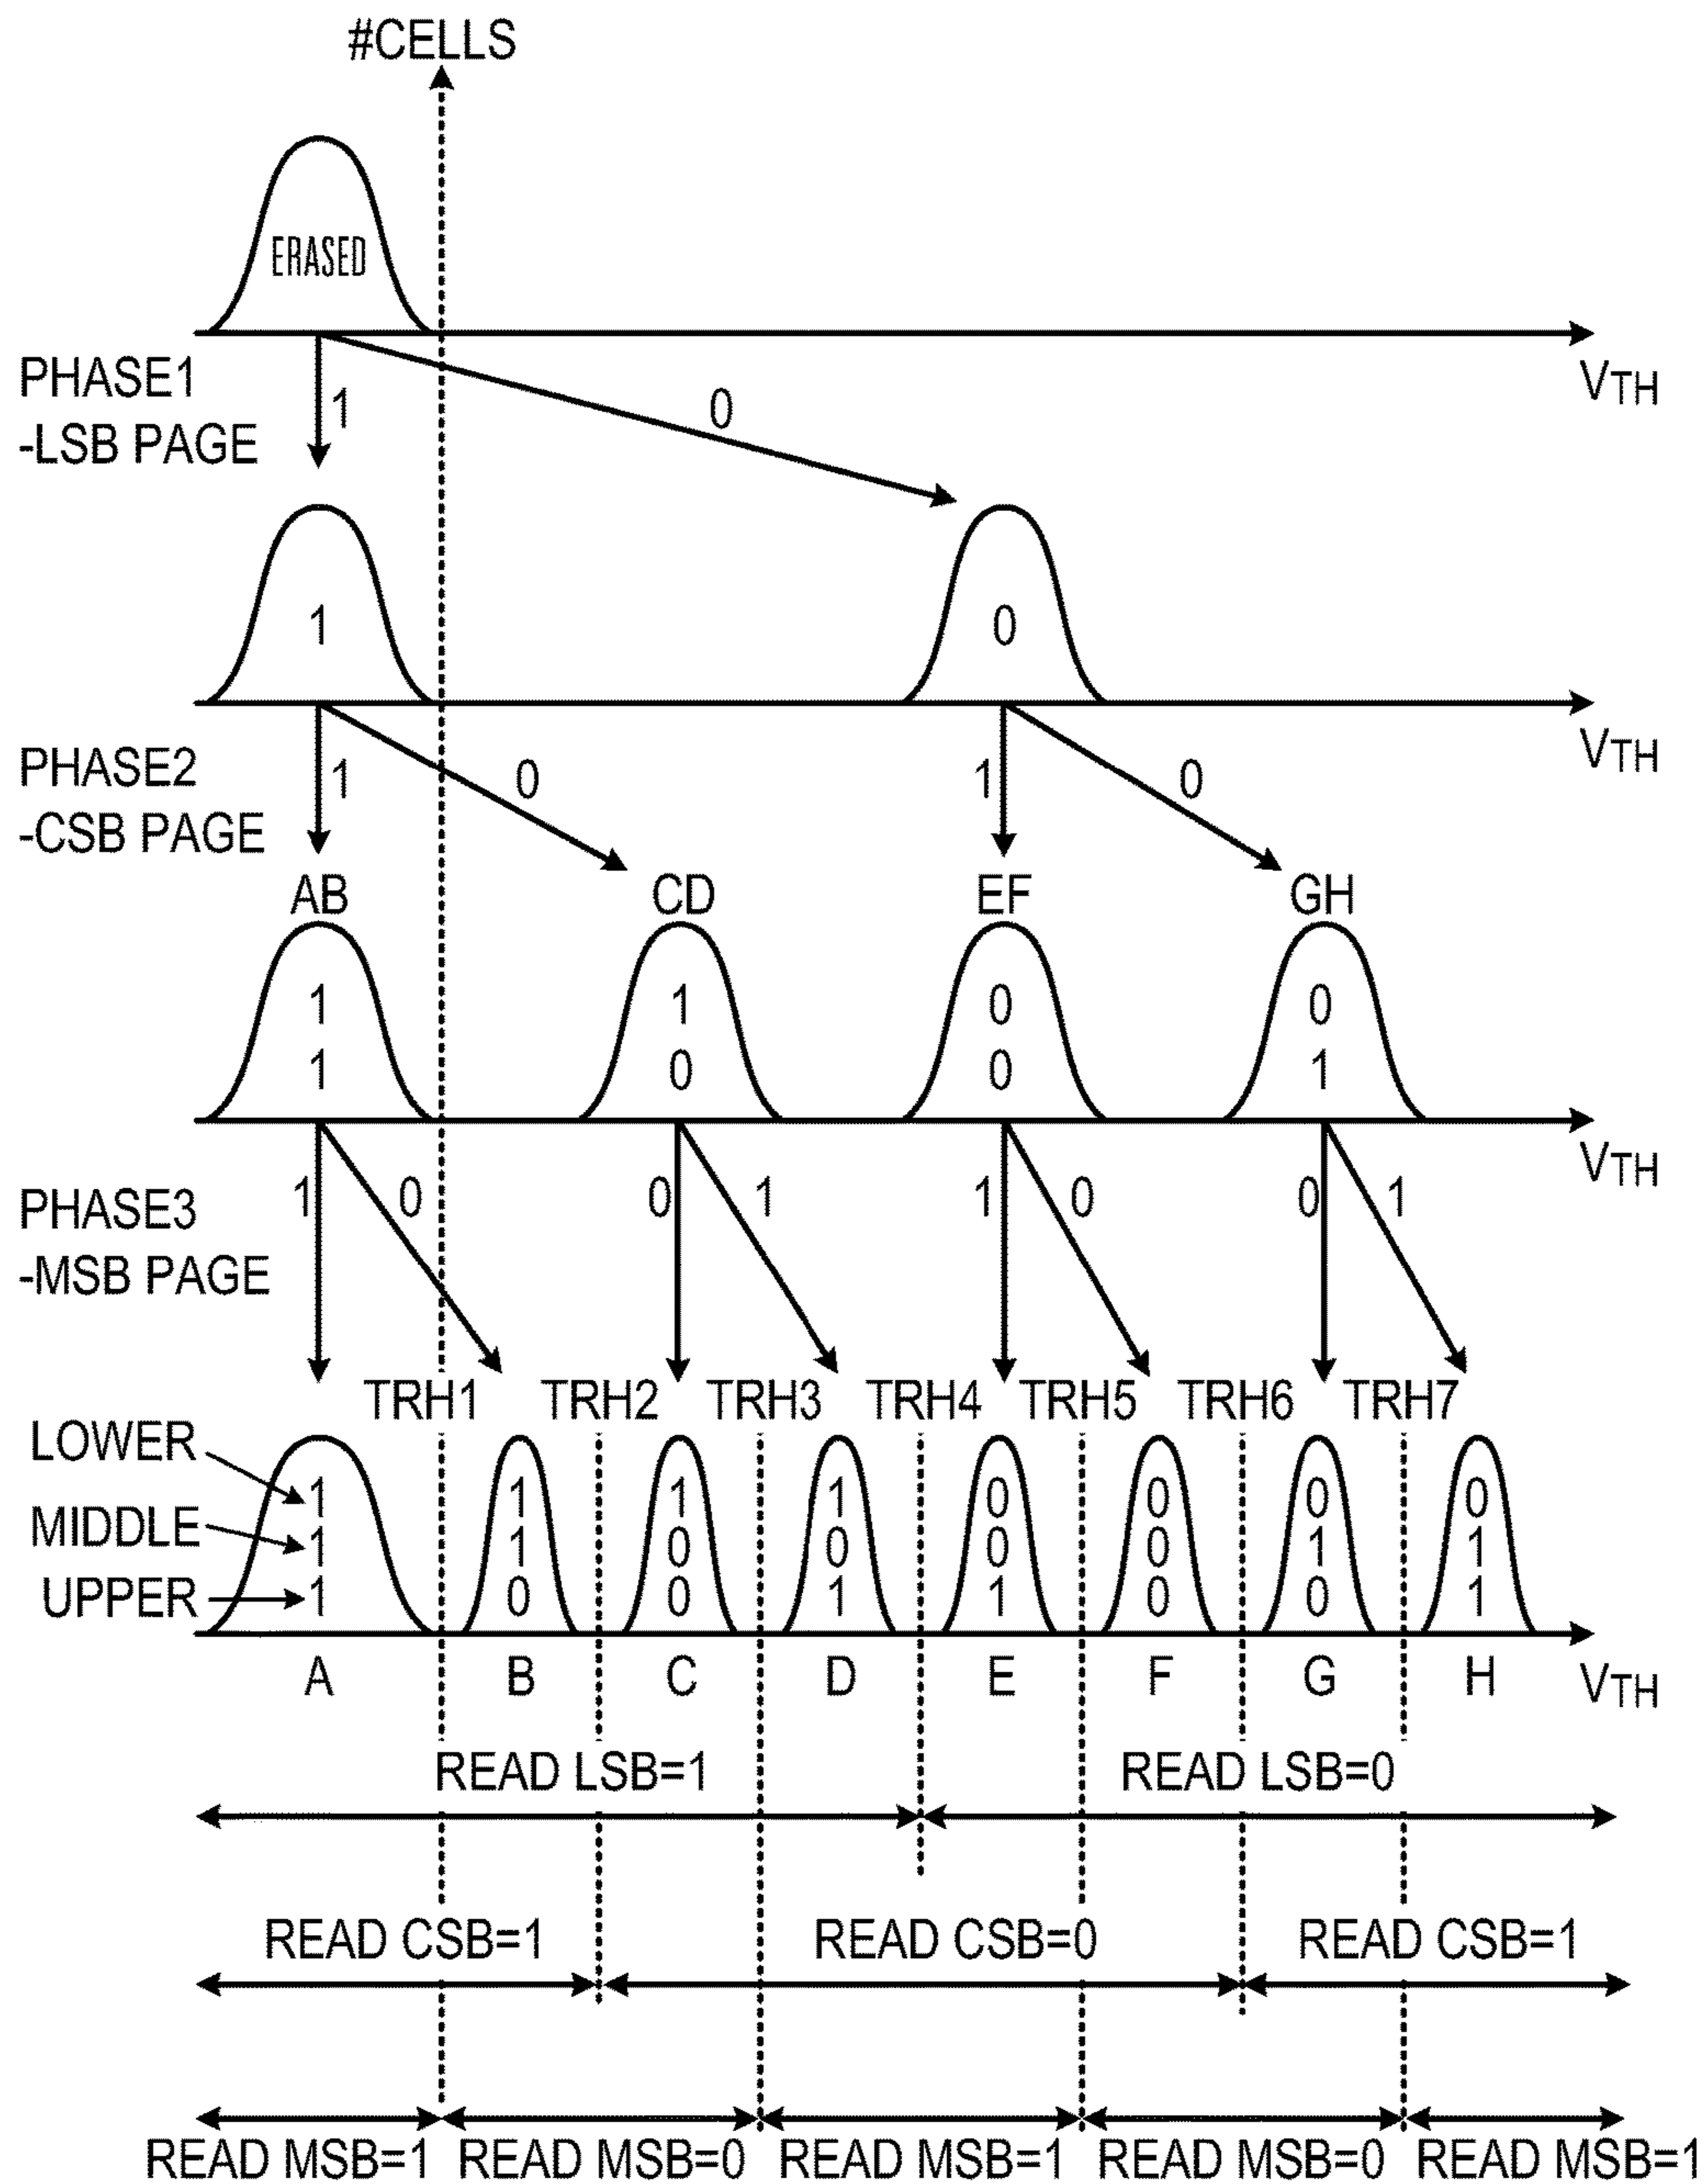 #CELLS
ERASED
PHASE1
-LSB PAGE
1
0
VTH
1
0
PHASE2
-CSB PAGE
1
0
1
0
VTH
AB
CD
EF
GH
1
1
1
0
0
0
0
1
PHASE3
-MSB PAGE
1
0
0
1
1
0
0
1
VTH
TRH1
TRH2
TRH3
TRH4
TRH5
TRH6
TRH7
LOWER
MIDDLE
UPPER
1 1 1 1 0 0 0 0
1 1 0 0 0 0 1 1
1 0 0 1 1 0 0 1
A B C D E F G H
VTH
READ LSB=1
READ LSB=0
READ CSB=1
READ CSB=0
READ CSB=1
READ MSB=1
READ MSB=0
READ MSB=1
READ MSB=0
READ MSB=1